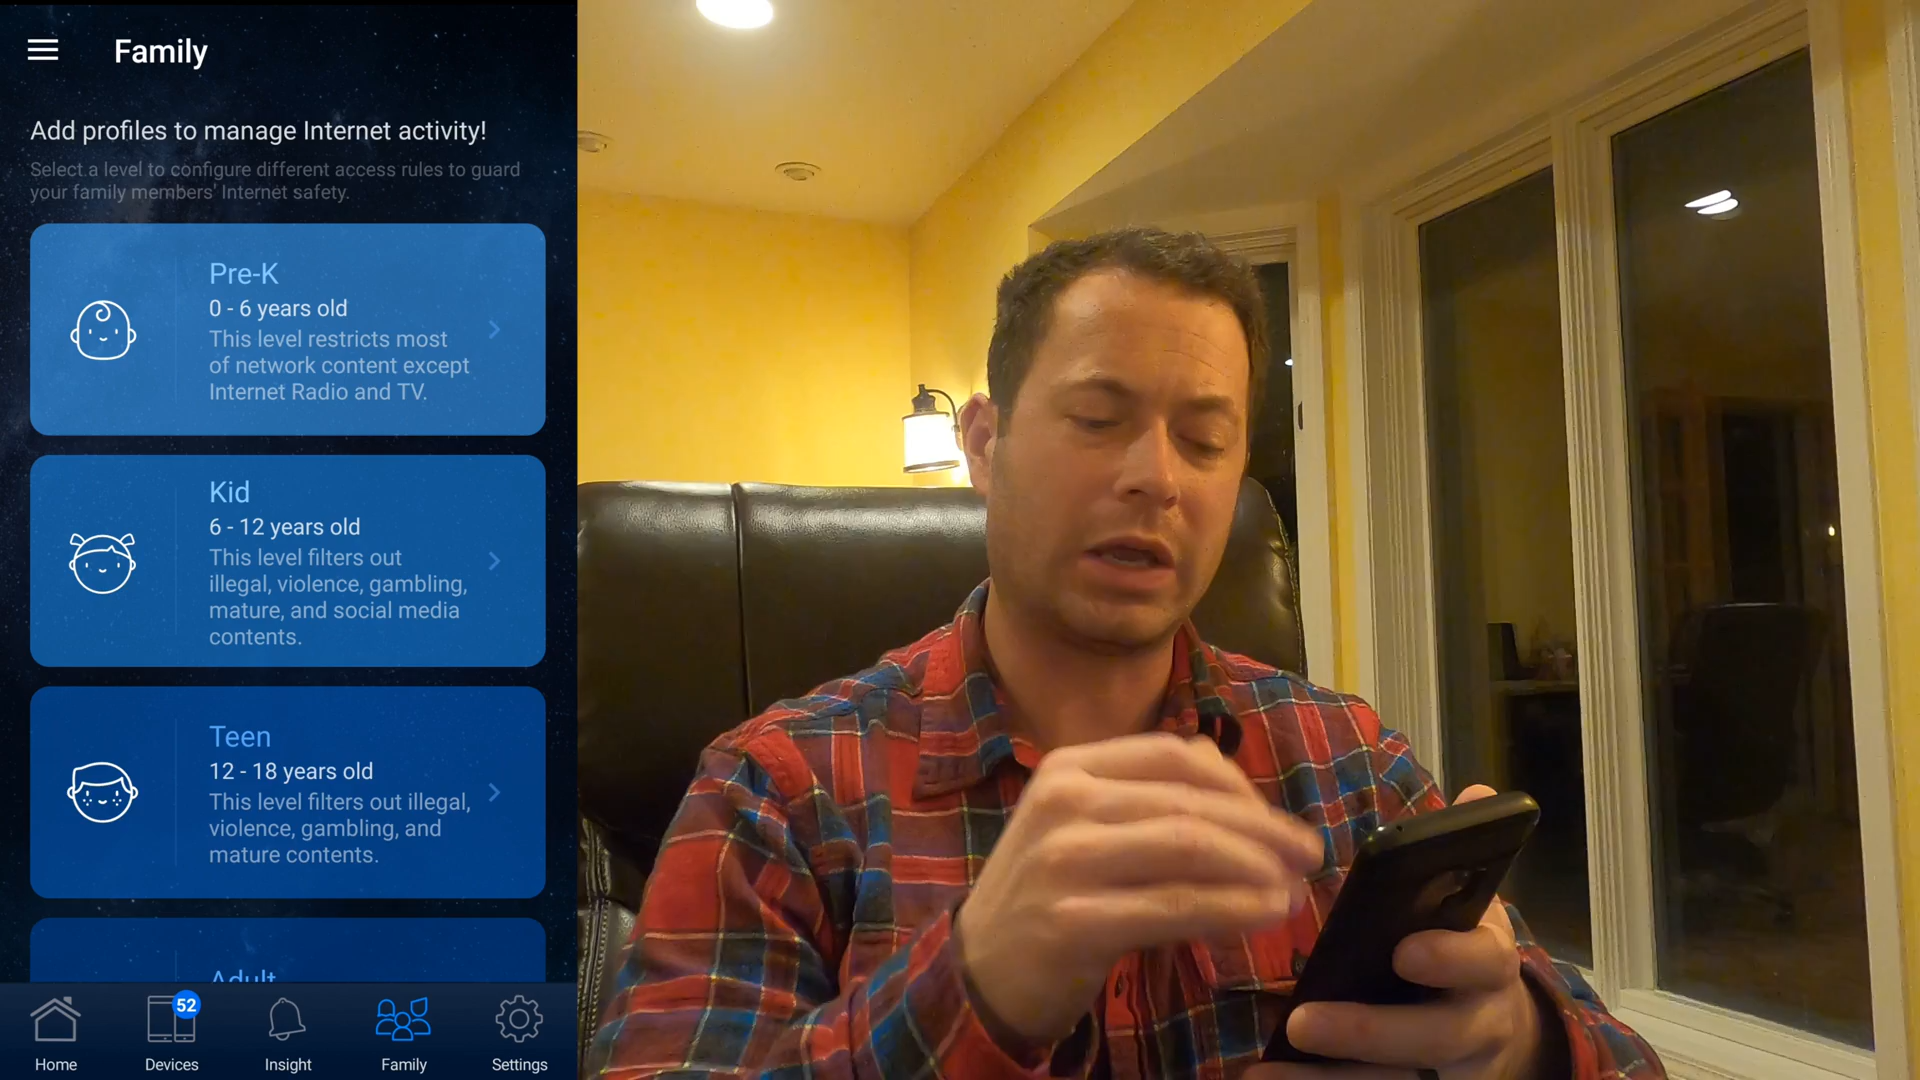 Family
Add profiles to manage Internet activity!
Select a level to configure different access rules to guard
your family members' Internet safety.
Pre-K
0 - 6 years old
This level restricts most
of network content except
Internet Radio and TV.
Kid
6 - 12 years old
This level filters out
illegal, violence, gambling,
mature, and social media
contents.
Teen
12 - 18 years old
This level filters out illegal,
violence, gambling, and
mature contents.
Adult
52
Home
Devices
Insight
Family
Settings